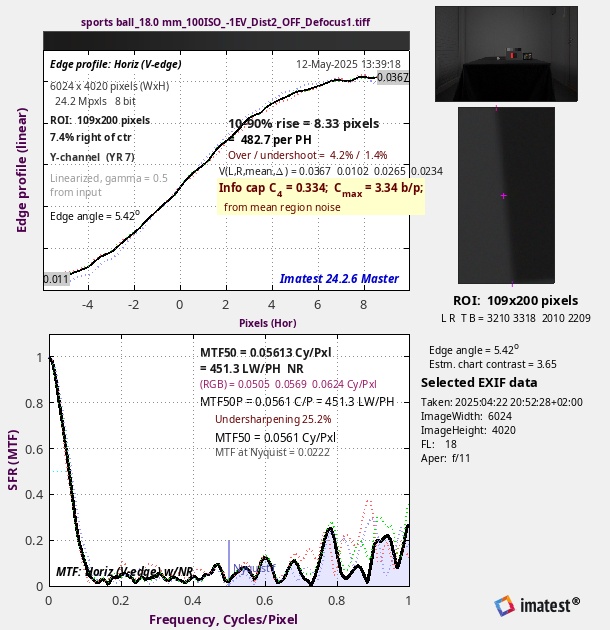 sports ball_18.0 mm_100ISO_-1EV_Dist2_OFF_Defocus1.tiff
Edge profile: Horiz (V-edge)
12-May-2025 13:39:18
0.0367
6024 x 4020 pixels (WxH)
24.2 Mpxls   8 bit
ROI:  109x200 pixels
7.4% right of ctr
Y-channel  (YR 7)
Linearized, gamma = 0.5
from input
Edge angle = 5.42⁰
10-90% rise = 8.33 pixels
=  482.7 per PH
Over / undershoot =  4.2% /  1.4%
V(L,R,mean,Δ) = 0.0367  0.0102  0.0265  0.0234
Info cap C4 = 0.334;  Cmax = 3.34 b/p;
from mean region noise
0.011
Imatest 24.2.6 Master
Edge profile (linear)
-4 -2 0 2 4 6 8
Pixels (Hor)
ROI:  109x200 pixels
L R  T B = 3210 3318  2010 2209
MTF50 = 0.05613 Cy/Pxl
= 451.3 LW/PH  NR
(RGB) = 0.0505  0.0569  0.0624 Cy/Pxl
MTF50P = 0.0561 C/P = 451.3 LW/PH
Undersharpening 25.2%
MTF50 = 0.0561 Cy/Pxl
MTF at Nyquist = 0.0222
1
0.8
0.6
0.4
0.2
0
SFR (MTF)
MTF: Horiz (V-edge) w/NR
0 0.2 0.4 0.6 0.8 1
Frequency, Cycles/Pixel
Edge angle = 5.42⁰
Estm. chart contrast = 3.65
Selected EXIF data
Taken: 2025:04:22 20:52:28+02:00
ImageWidth:  6024
ImageHeight:  4020
FL:   18
Aper:  f/11
imatest®